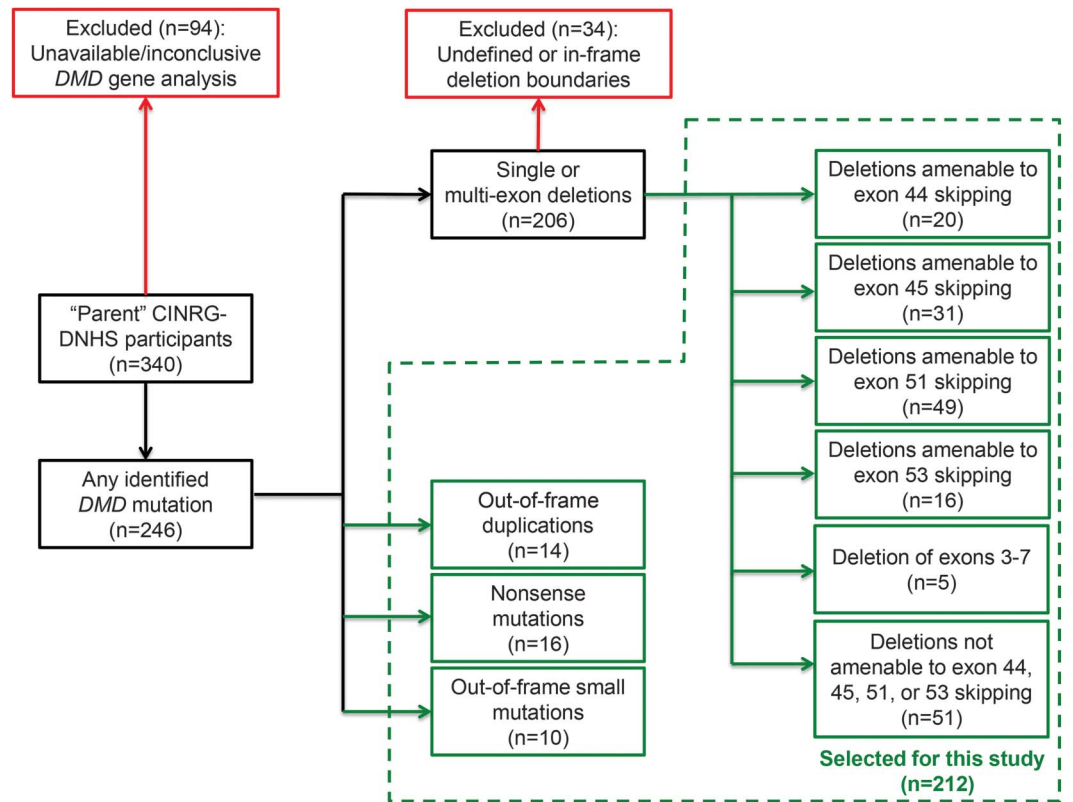 Excluded (n=94):
Unavailable/inconclusive
DMD gene analysis
Excluded (n=34):
Undefined or in-frame
deletion boundaries
Single or
multi-exon deletions
(n=206)
Deletions amenable to
exon 44 skipping
(n=20)
Deletions amenable to
exon 45 skipping
(n=31)
“Parent” CINRG-
DNHS participants
(n=340)
Deletions amenable to
exon 51 skipping
(n=49)
Any identified
DMD mutation
(n=246)
Deletions amenable to
exon 53 skipping
(n=16)
Out-of-frame
duplications
(n=14)
Deletion of exons 3-7
(n=5)
Nonsense
mutations
(n=16)
Deletions not
amenable to exon 44,
45, 51, or 53 skipping
(n=51)
Out-of-frame small
mutations
(n=10)
Selected for this study
(n=212)